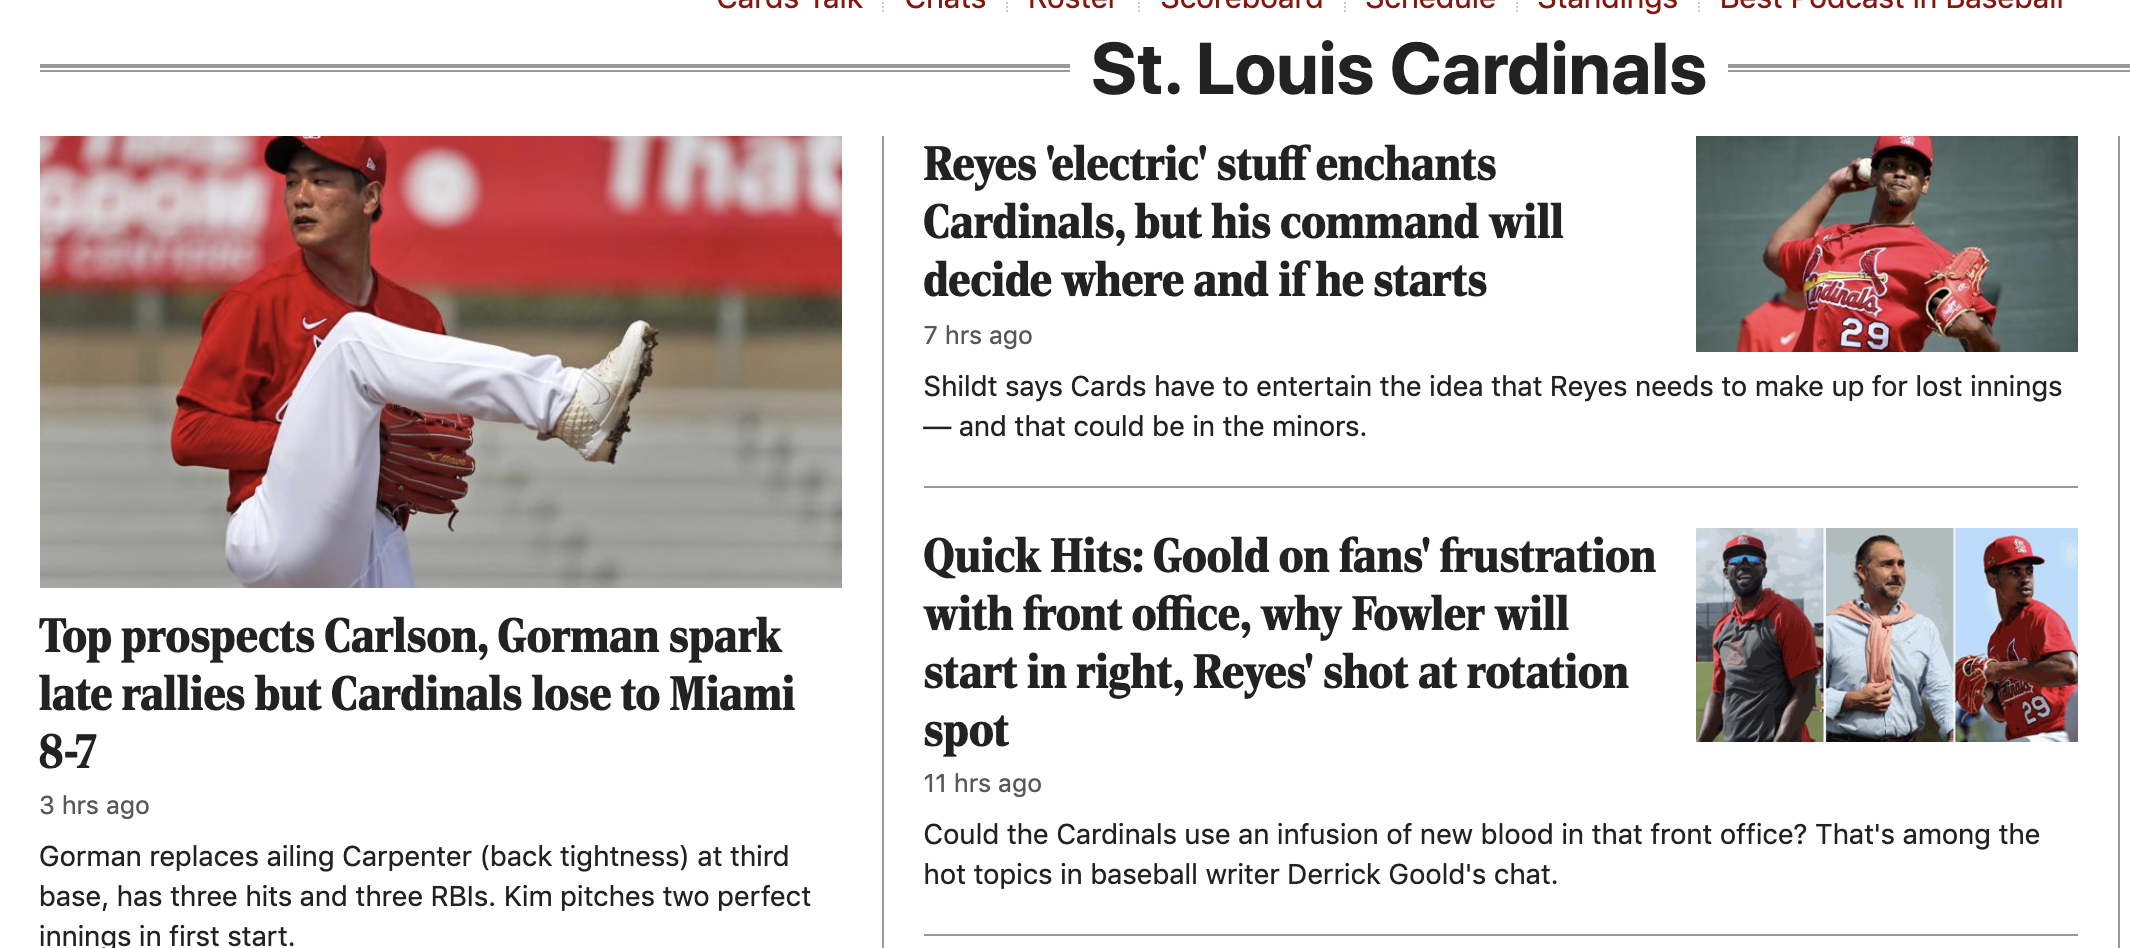 Cards Talk Chats Roster Scoreboard Schedule Standings Best Podcast in Baseball
St. Louis Cardinals
That
Top prospects Carlson, Gorman spark
late rallies but Cardinals lose to Miami
8-7
3 hrs ago
Gorman replaces ailing Carpenter (back tightness) at third
base, has three hits and three RBIs. Kim pitches two perfect
innings in first start.
Reyes 'electric' stuff enchants
Cardinals, but his command will
decide where and if he starts
7 hrs ago
Shildt says Cards have to entertain the idea that Reyes needs to make up for lost innings
— and that could be in the minors.
Cardinals
29
Quick Hits: Goold on fans' frustration
with front office, why Fowler will
start in right, Reyes' shot at rotation
spot
11 hrs ago
Could the Cardinals use an infusion of new blood in that front office? That's among the
hot topics in baseball writer Derrick Goold's chat.
29